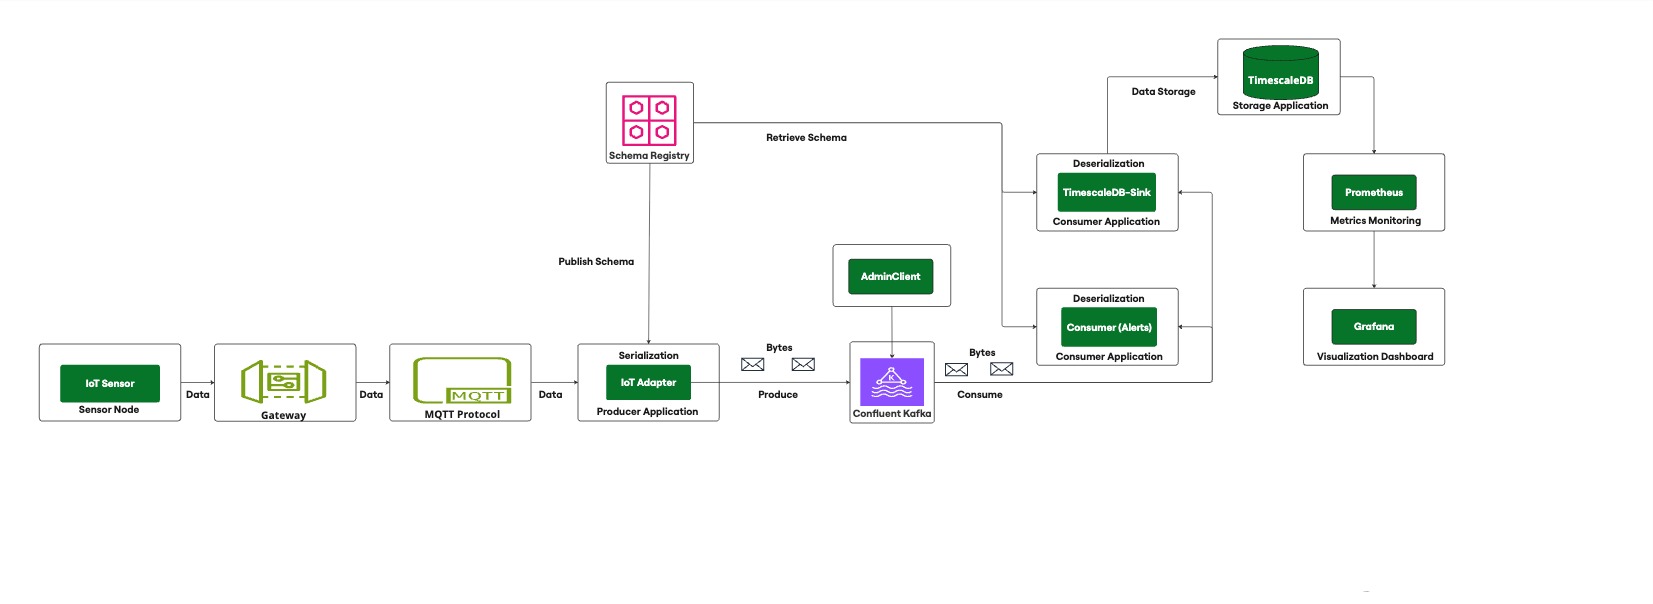 TimescaleDB
Storage Application
Data Storage
Schema Registry
Retrieve Schema
Deserialization
TimescaleDB-Sink
Consumer Application
Prometheus
Metrics Monitoring
Publish Schema
AdminClient
Deserialization
Consumer (Alerts)
Consumer Application
Grafana
Visualization Dashboard
IoT Sensor
Sensor Node
Data
Gateway
Data
MQTT
MQTT Protocol
Data
Serialization
IoT Adapter
Producer Application
Bytes
Produce
K
Confluent Kafka
Bytes
Consume